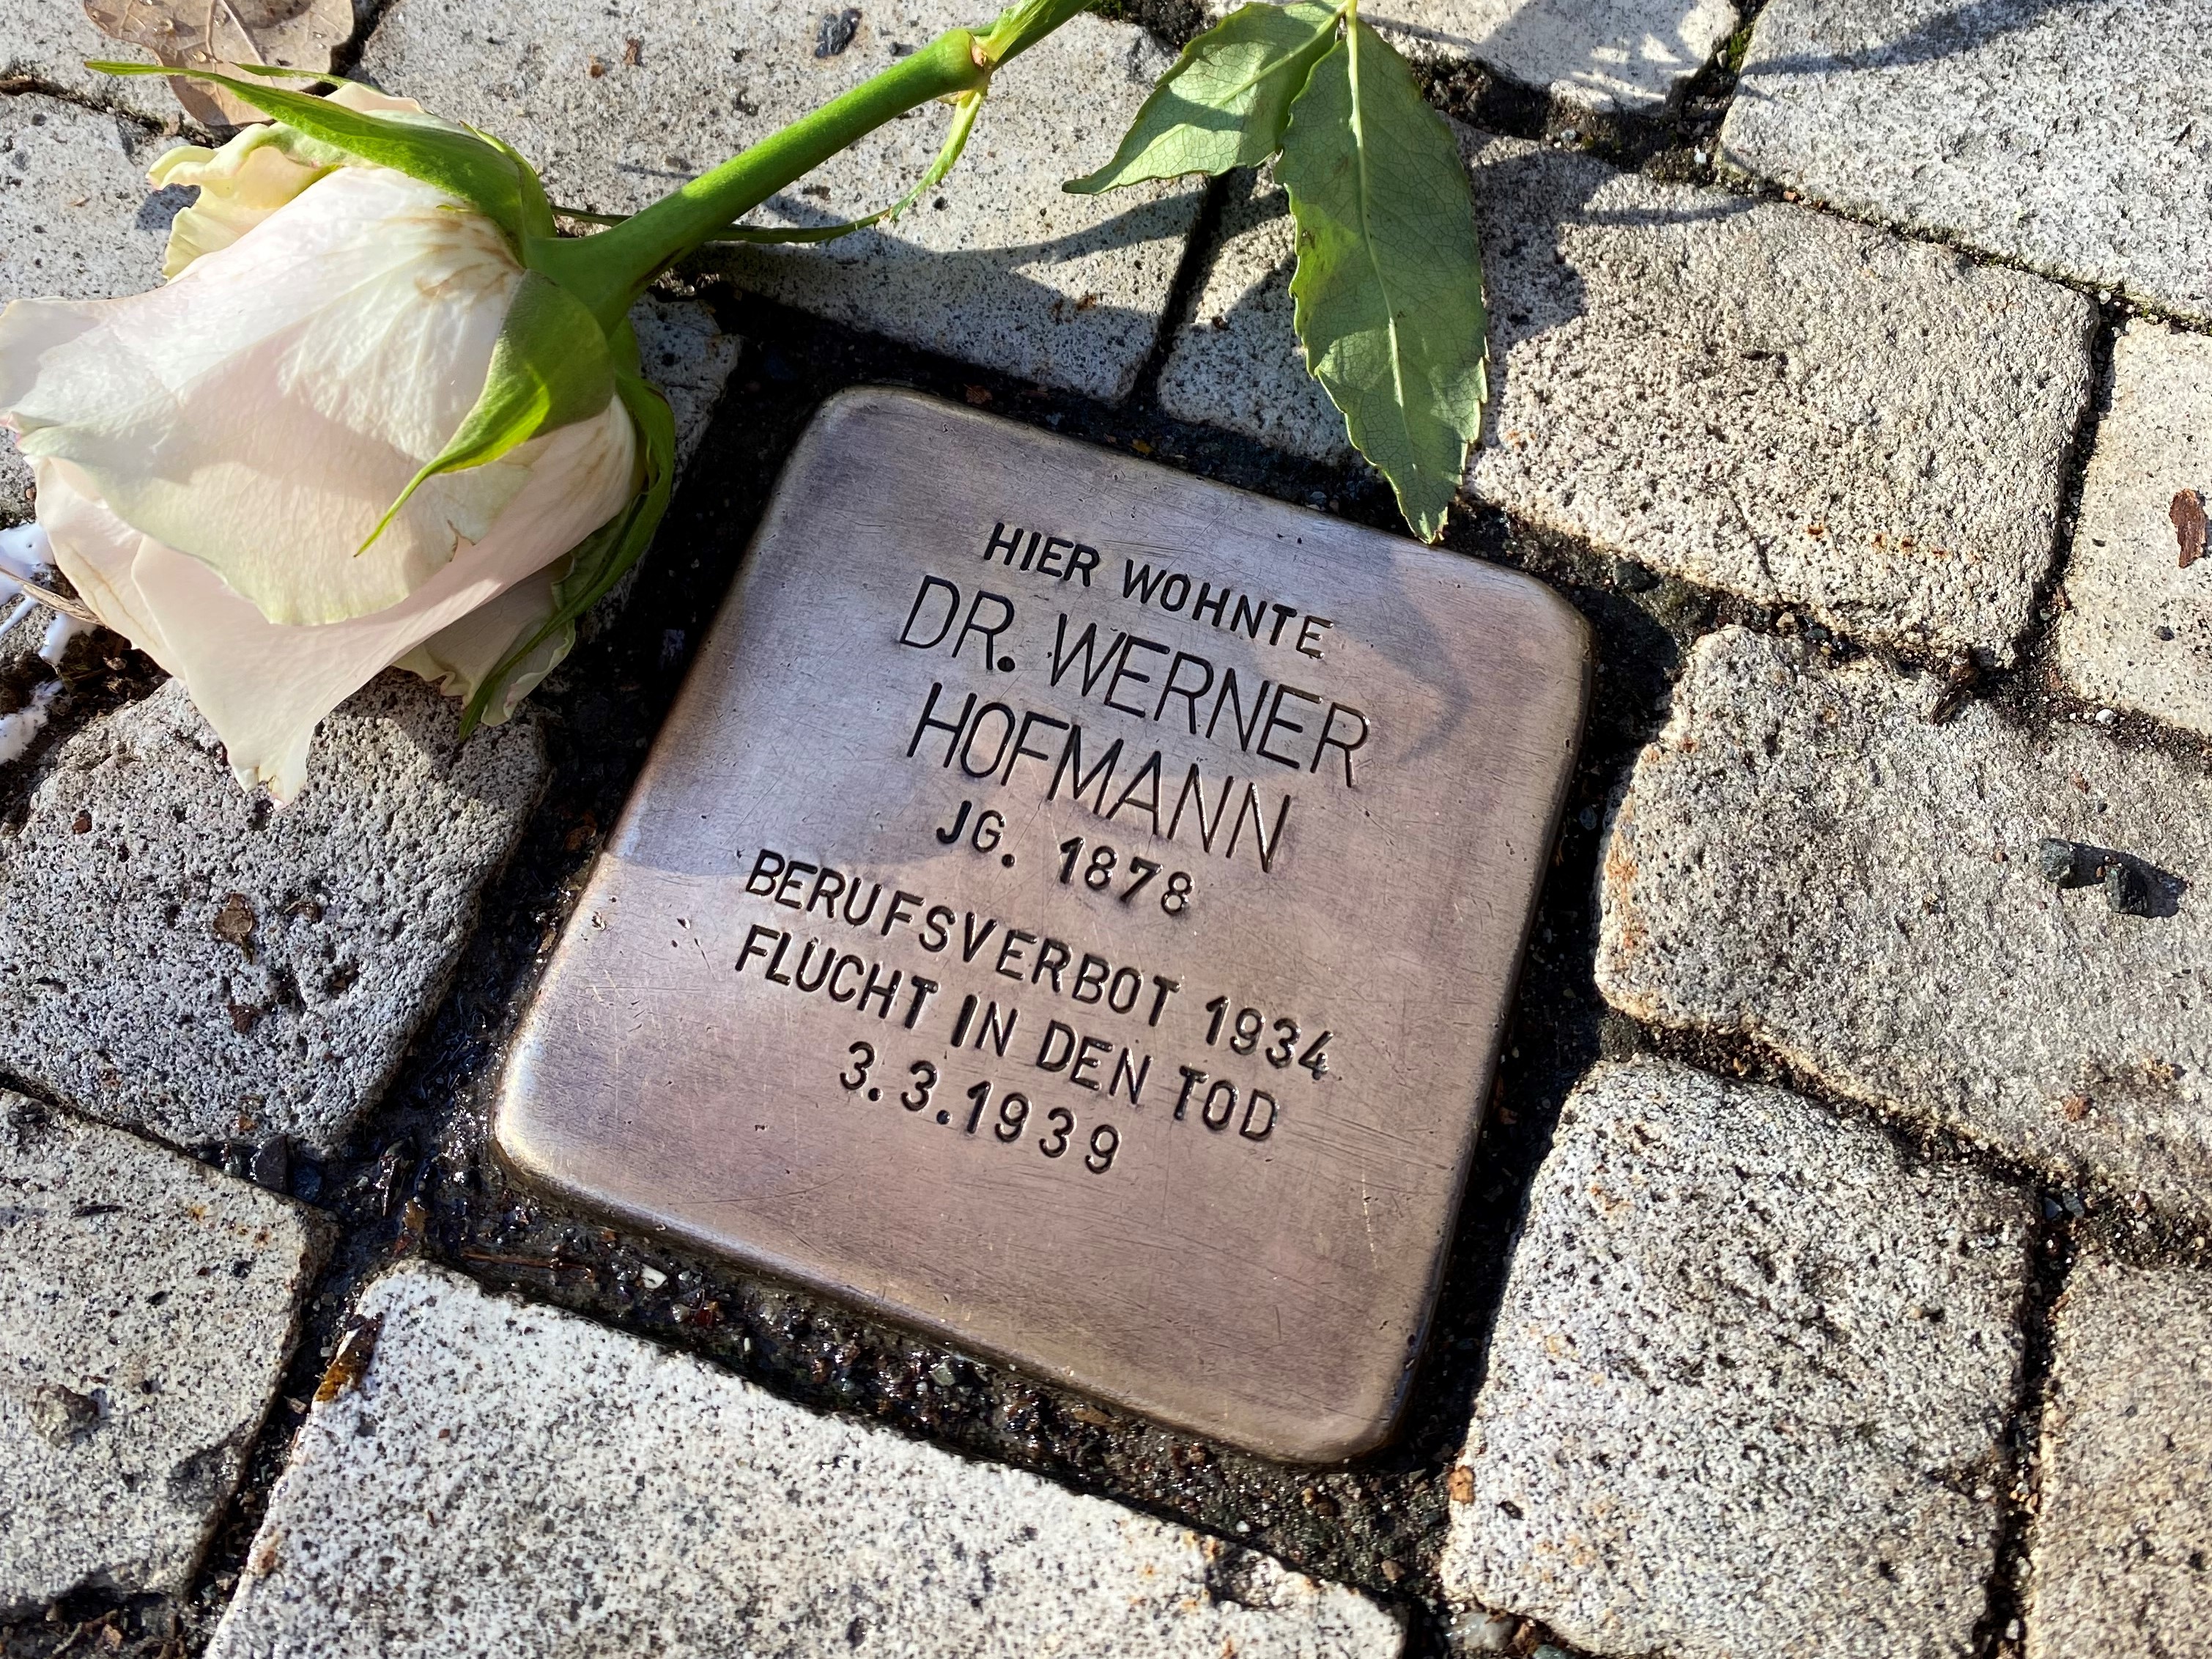 HIER WOHNTE
DR. WERNER
HOFMANN
JG. 1878
BERUFSVERBOT 1934
FLUCHT IN DEN TOD
3.3.1939